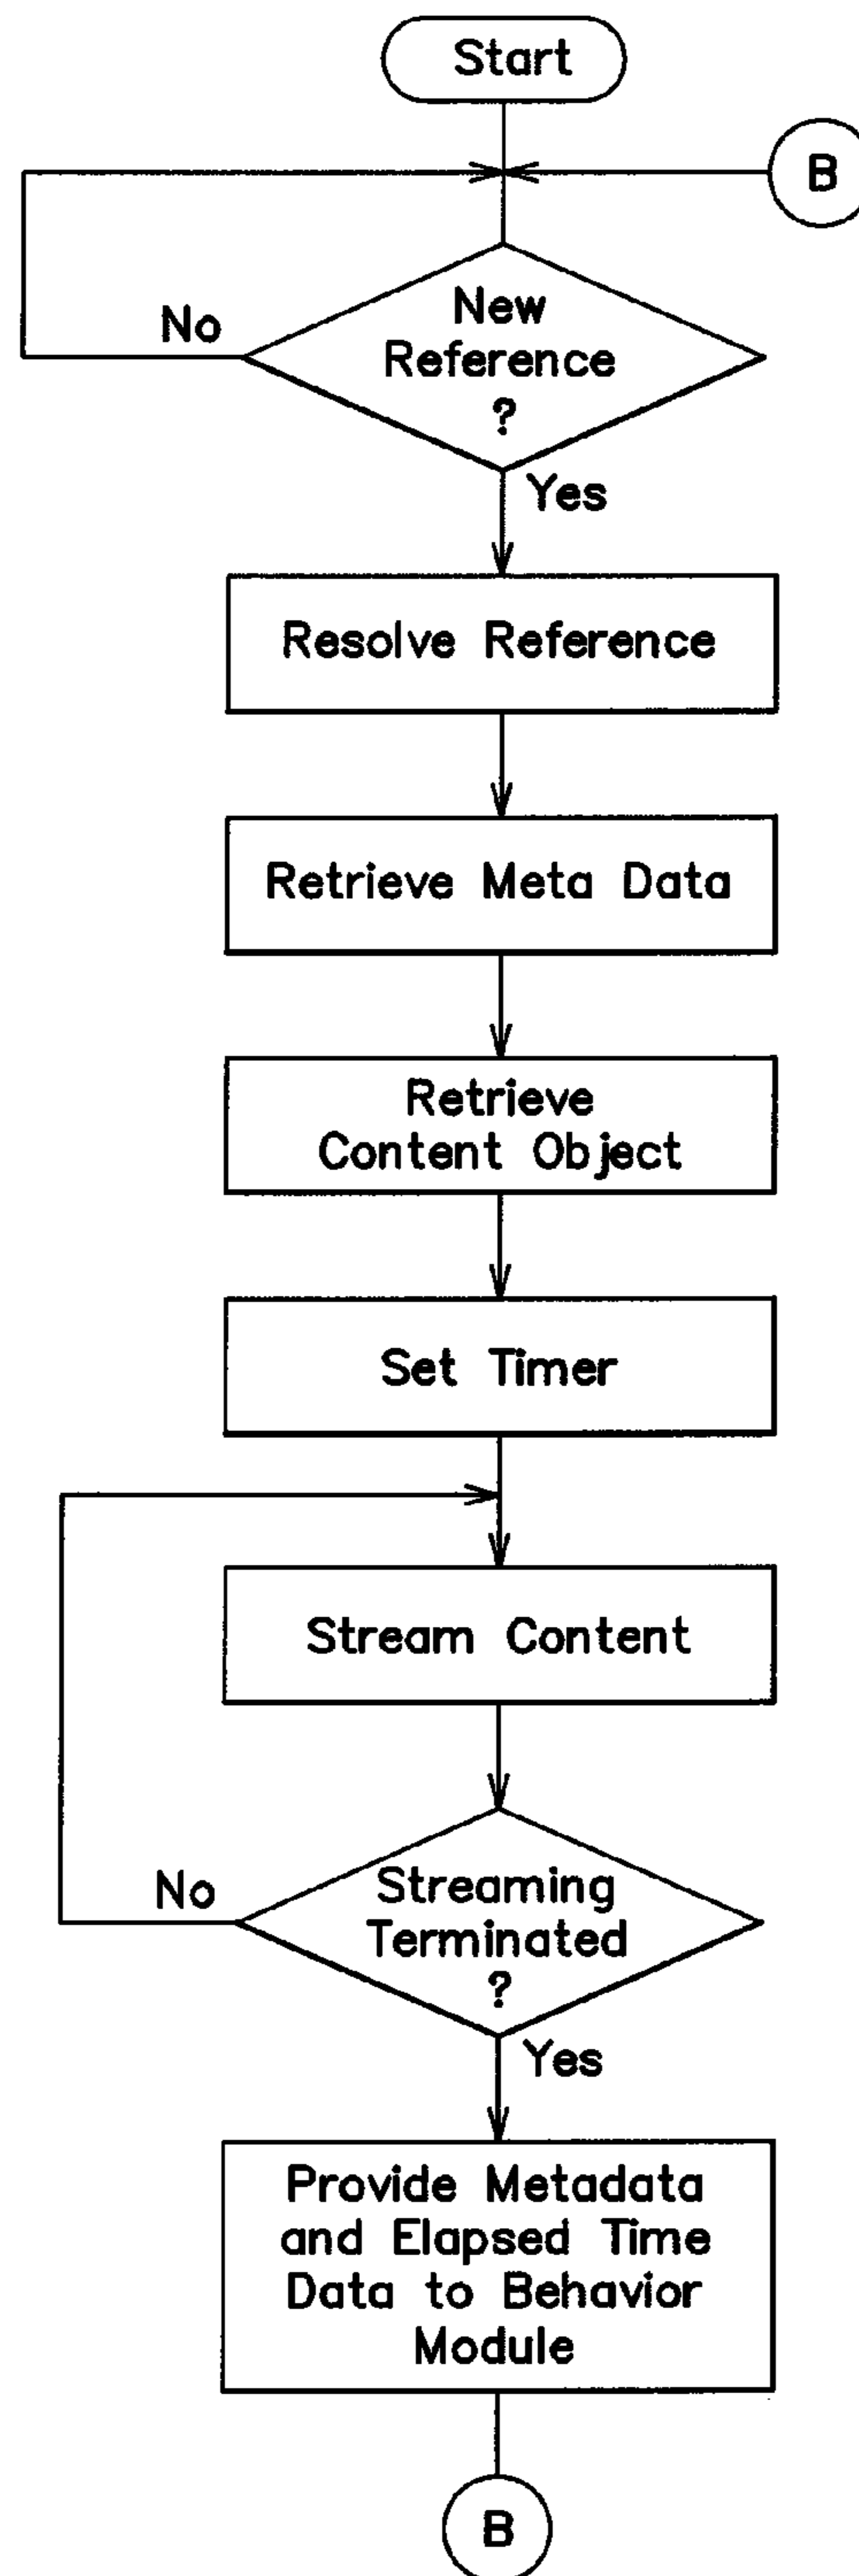 Start
B
New
Reference
?
No
Yes
Resolve Reference
Retrieve Meta Data
Retrieve
Content Object
Set Timer
Stream Content
Streaming
Terminated
?
No
Yes
Provide Metadata
and Elapsed Time
Data to Behavior
Module
B